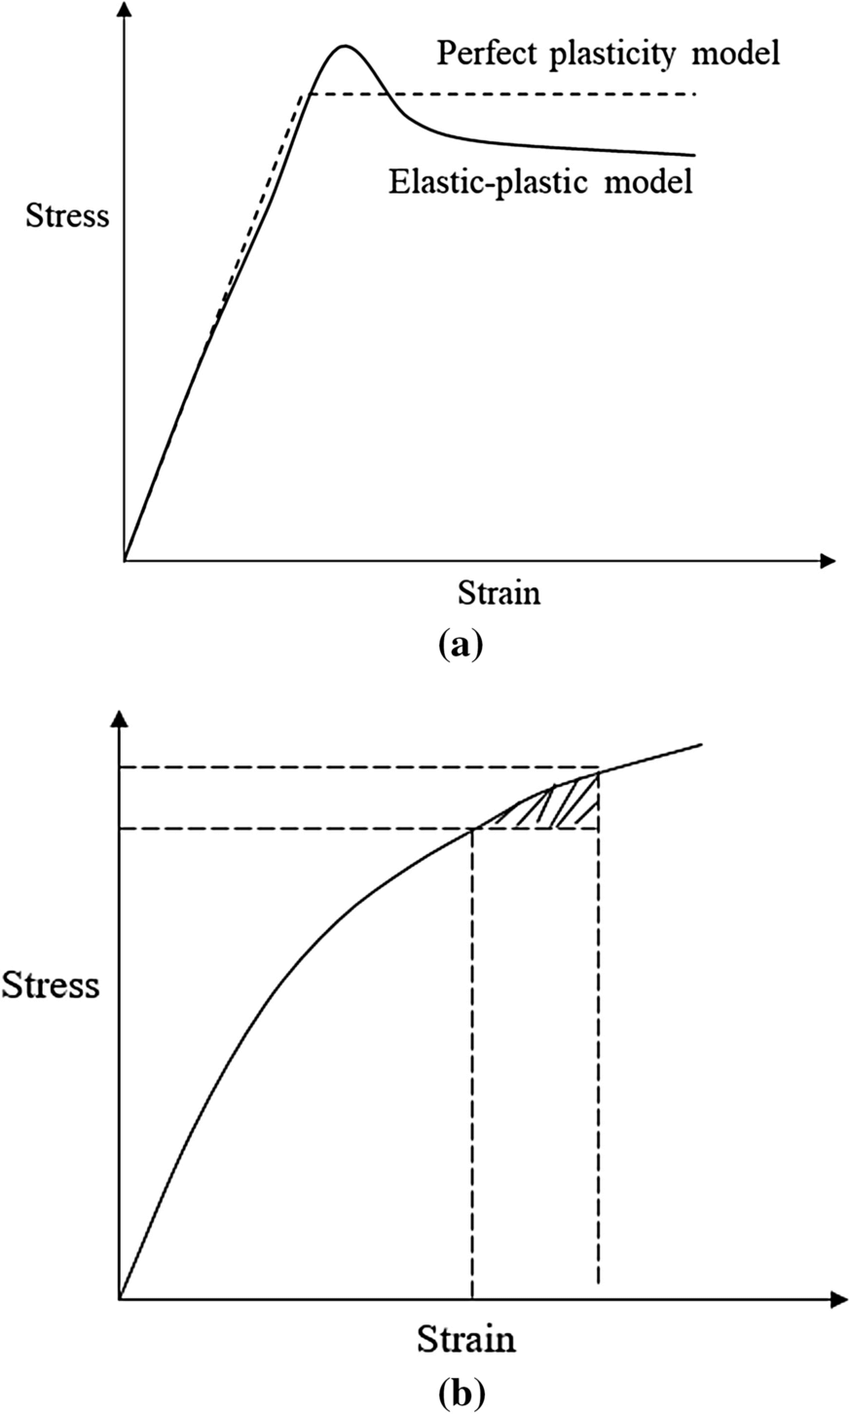 Perfect plasticity model
Elastic-plastic model
Stress
Strain
(a)
Stress
Strain
(b)